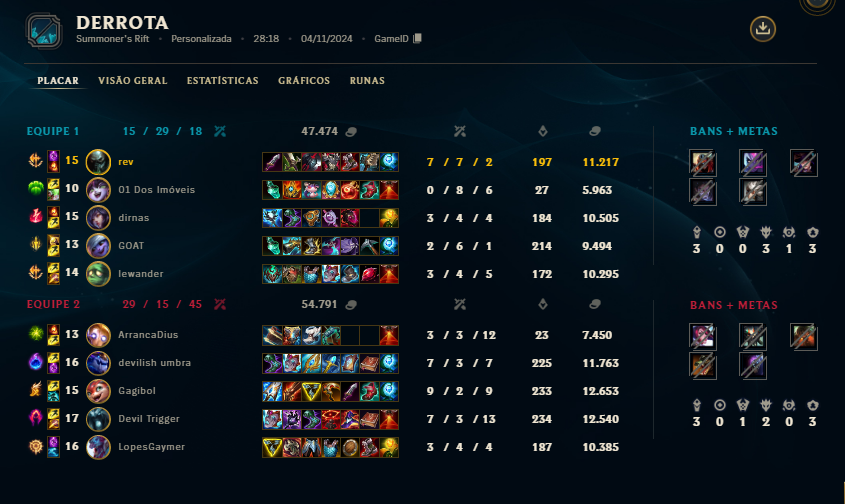 DERROTA
Summoner's Rift • Personalizada • 28:18 • 04/11/2024 • GameID
PLACAR VISÃO GERAL ESTATÍSTICAS GRÁFICOS RUNAS
EQUIPE 1 15 / 29 / 18 47.474 BANS + METAS
15 rev 7 / 7 / 2 197 11.217
10 01 Dos Imóveis 0 / 8 / 6 27 5.963
15 dirnas 3 / 4 / 4 184 10.505
13 GOAT 2 / 6 / 1 214 9.494
3 0 0 3 1 3
14 lewander 3 / 4 / 5 172 10.295
EQUIPE 2 29 / 15 / 45 54.791 BANS + METAS
13 ArrancaDius 3 / 3 / 12 23 7.450
16 devilish umbra 7 / 3 / 7 225 11.763
15 Gagibol 9 / 2 / 9 233 12.653
17 Devil Trigger 7 / 3 / 13 234 12.540
3 0 1 2 0 3
16 LopesGaymer 3 / 4 / 4 187 10.385